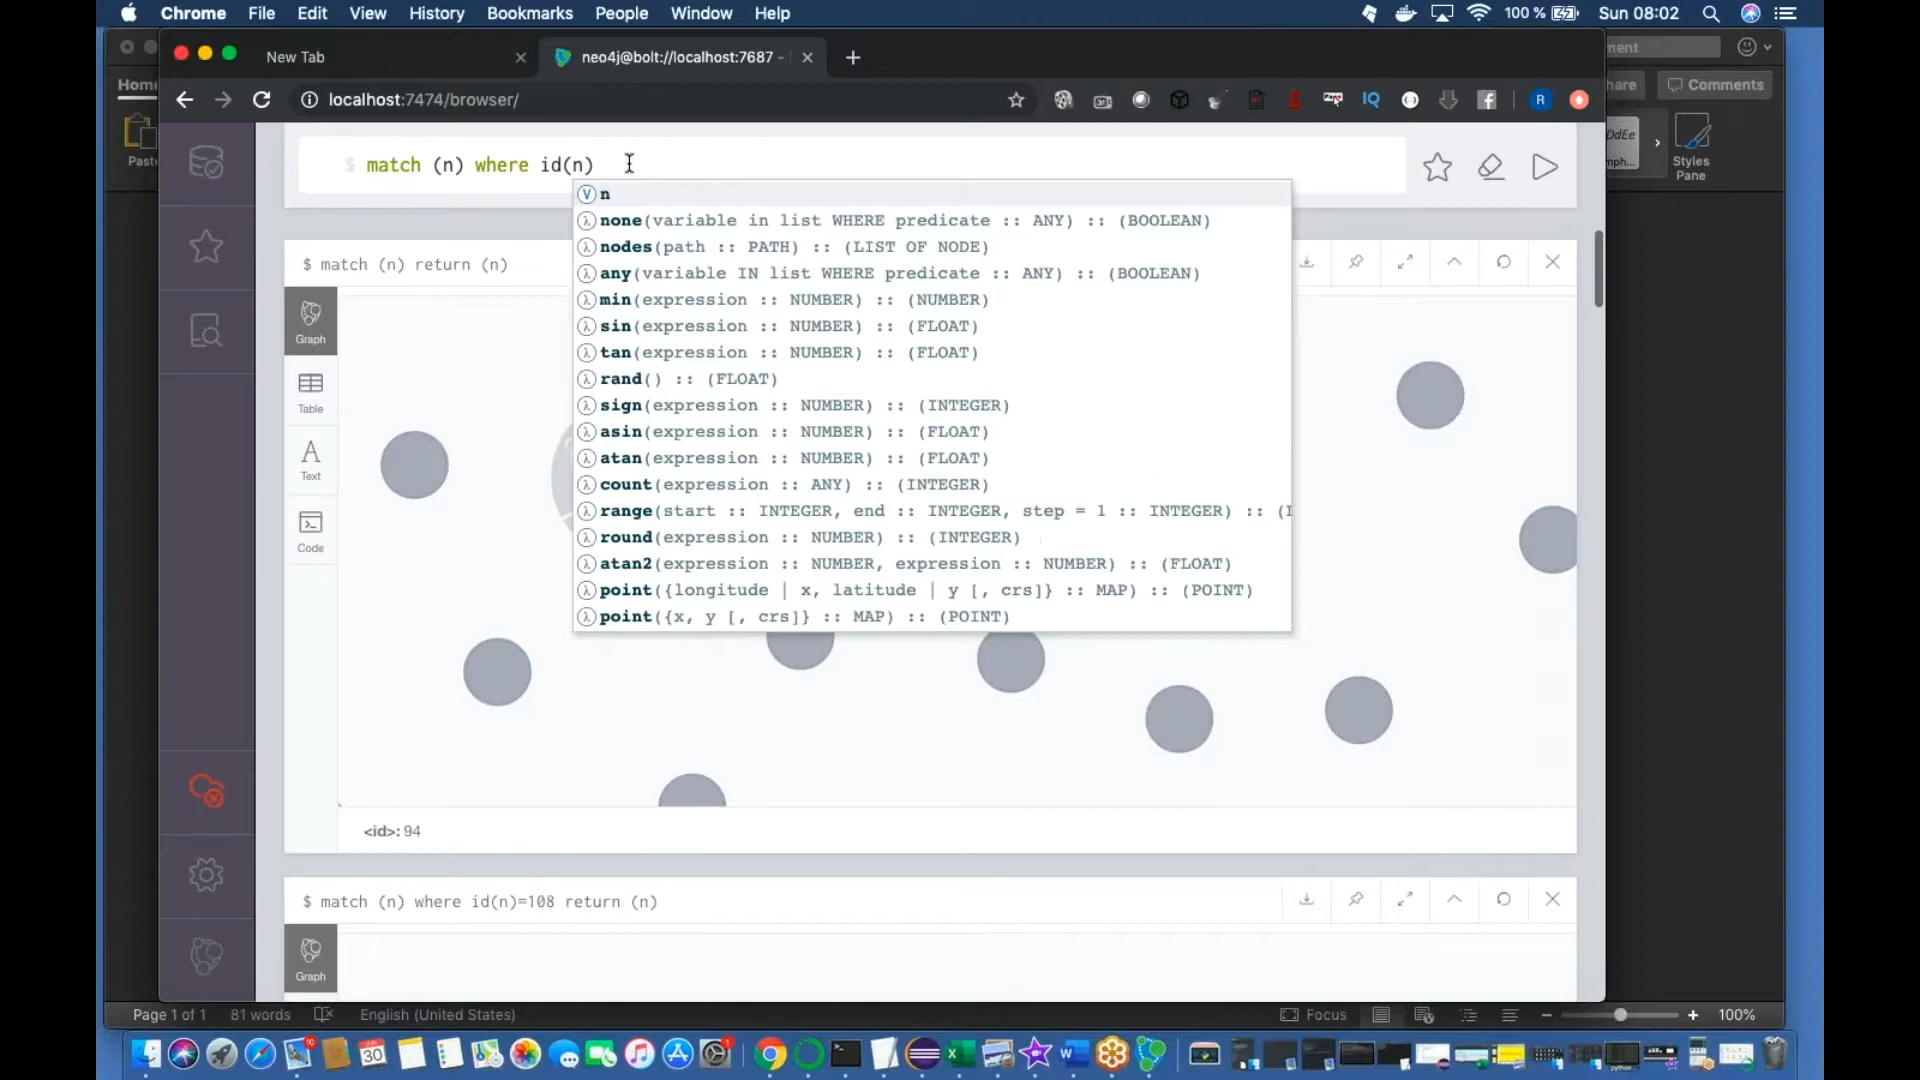 Chrome File Edit View History Bookmarks People Window Help 100 % Sun 08:02
New Tab
neo4j@bolt://localhost:7687 -
localhost:7474/browser/
IQ
R
Home
Paste
Comments
Styles
Pane
$ match (n) where id(n)
V n
λ none(variable in list WHERE predicate :: ANY) :: (BOOLEAN)
λ nodes(path :: PATH) :: (LIST OF NODE)
λ any(variable IN list WHERE predicate :: ANY) :: (BOOLEAN)
λ min(expression :: NUMBER) :: (NUMBER)
λ sin(expression :: NUMBER) :: (FLOAT)
λ tan(expression :: NUMBER) :: (FLOAT)
λ rand() :: (FLOAT)
λ sign(expression :: NUMBER) :: (INTEGER)
λ asin(expression :: NUMBER) :: (FLOAT)
λ atan(expression :: NUMBER) :: (FLOAT)
λ count(expression :: ANY) :: (INTEGER)
λ range(start :: INTEGER, end :: INTEGER, step = 1 :: INTEGER) :: (I
λ round(expression :: NUMBER) :: (INTEGER)
λ atan2(expression :: NUMBER, expression :: NUMBER) :: (FLOAT)
λ point({longitude | x, latitude | y [, crs]} :: MAP) :: (POINT)
λ point({x, y [, crs]} :: MAP) :: (POINT)
$ match (n) return (n)
Graph
Table
Text
Code
<id>: 94
$ match (n) where id(n)=108 return (n)
Graph
Page 1 of 1 81 words English (United States) Focus 100%